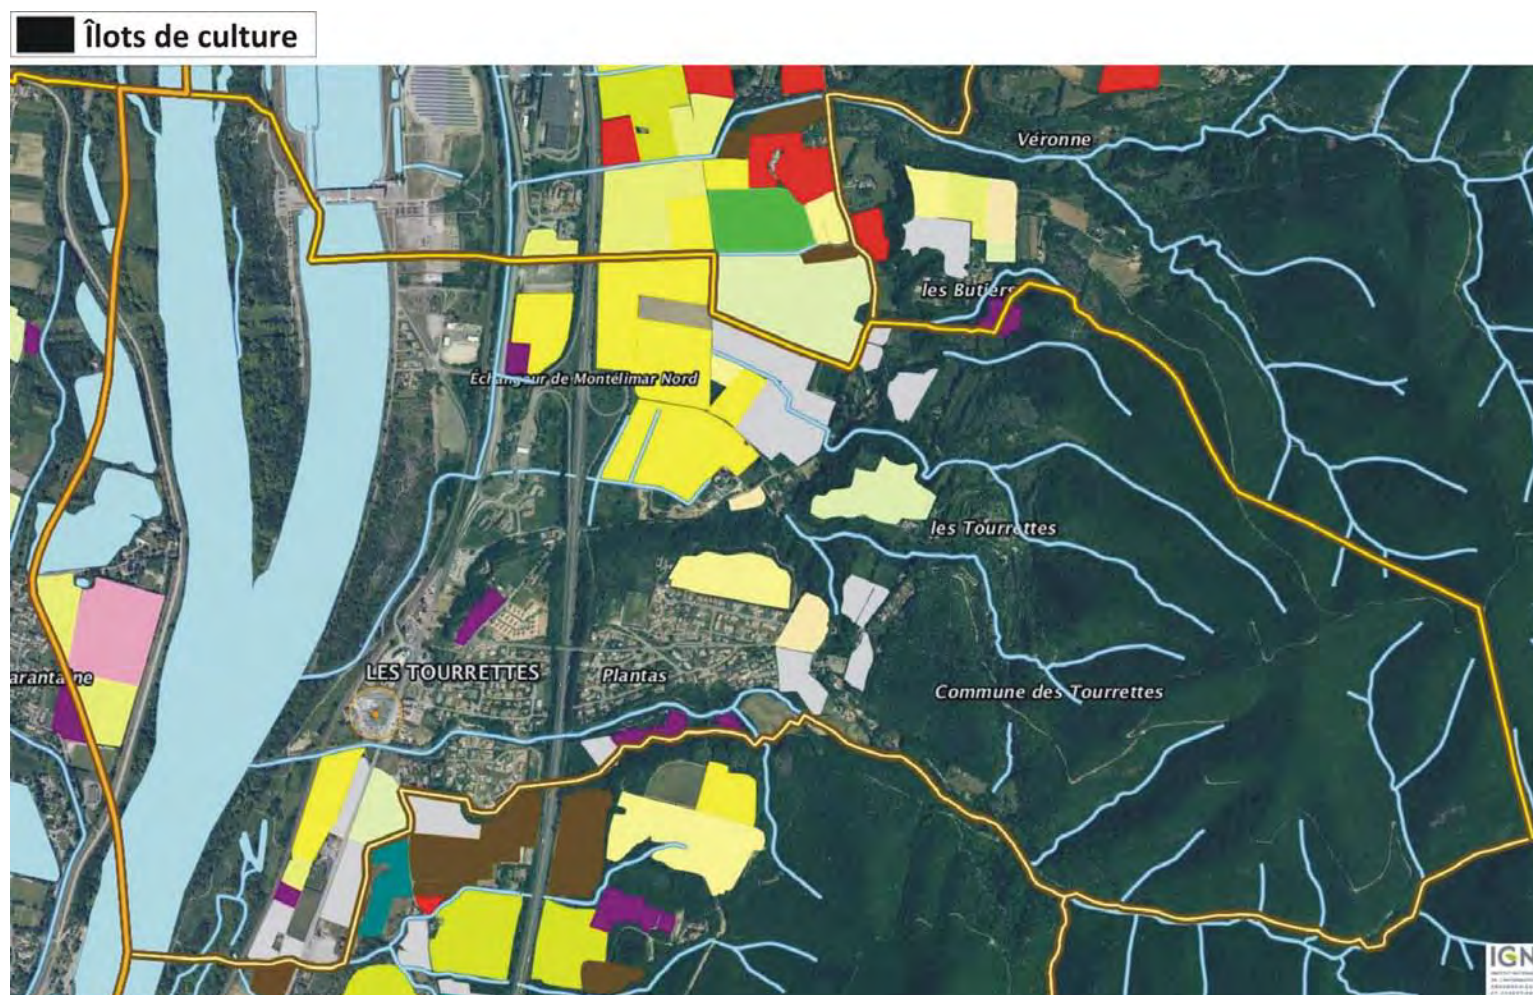 Îlots de culture
Véronne
les Butiers
Échangeur de Montélimar Nord
les Tourrettes
LES TOURRETTES
Plantas
arantaine
Commune des Tourrettes
IGN